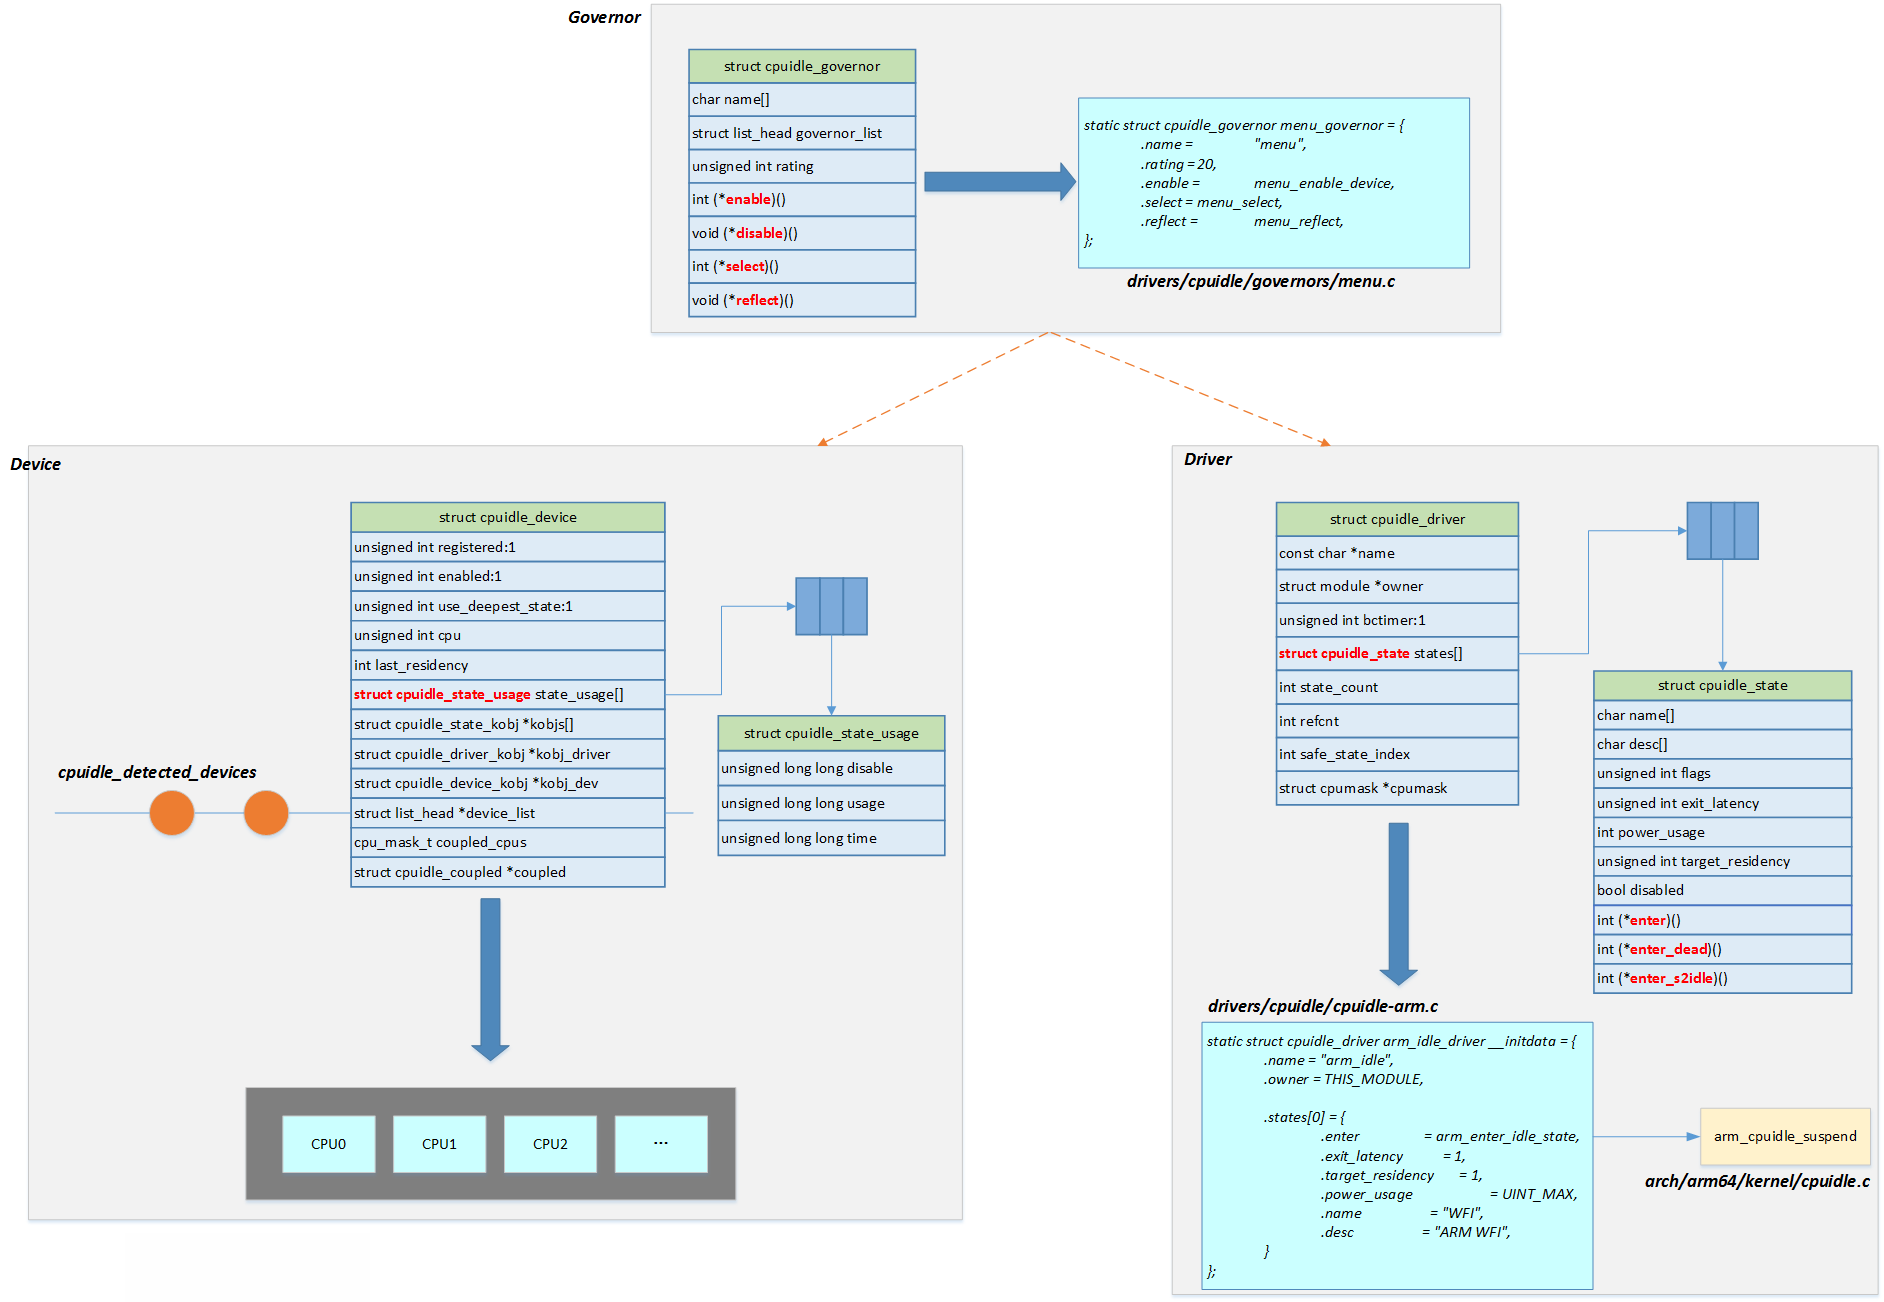 Governor
struct cpuidle_governor
char name[]
struct list_head governor_list
unsigned int rating
int (*enable)()
void (*disable)()
int (*select)()
void (*reflect)()
static struct cpuidle_governor menu_governor = {
.name = "menu",
.rating = 20,
.enable = menu_enable_device,
.select = menu_select,
.reflect = menu_reflect,
};
drivers/cpuidle/governors/menu.c
Device
struct cpuidle_device
unsigned int registered:1
unsigned int enabled:1
unsigned int use_deepest_state:1
unsigned int cpu
int last_residency
struct cpuidle_state_usage state_usage[]
struct cpuidle_state_kobj *kobjs[]
struct cpuidle_driver_kobj *kobj_driver
struct cpuidle_device_kobj *kobj_dev
struct list_head *device_list
cpu_mask_t coupled_cpus
struct cpuidle_coupled *coupled
cpuidle_detected_devices
struct cpuidle_state_usage
unsigned long long disable
unsigned long long usage
unsigned long long time
CPU0
CPU1
CPU2
...
Driver
struct cpuidle_driver
const char *name
struct module *owner
unsigned int bctimer:1
struct cpuidle_state states[]
int state_count
int refcnt
int safe_state_index
struct cpumask *cpumask
struct cpuidle_state
char name[]
char desc[]
unsigned int flags
unsigned int exit_latency
int power_usage
unsigned int target_residency
bool disabled
int (*enter)()
int (*enter_dead)()
int (*enter_s2idle)()
drivers/cpuidle/cpuidle-arm.c
static struct cpuidle_driver arm_idle_driver __initdata = {
.name = "arm_idle",
.owner = THIS_MODULE,
.states[0] = {
.enter = arm_enter_idle_state,
.exit_latency = 1,
.target_residency = 1,
.power_usage = UINT_MAX,
.name = "WFI",
.desc = "ARM WFI",
}
};
arm_cpuidle_suspend
arch/arm64/kernel/cpuidle.c